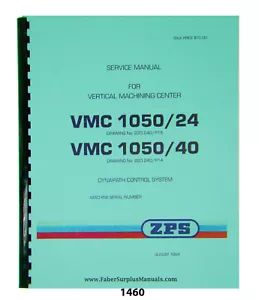 SERVICE MANUAL
FOR
VERTICAL MACHINING CENTER
VMC 1050/24
VMC 1050/40
DYNAPATH CONTROL SYSTEM
MACHINE SERIAL NUMBER
ZPS
AUGUST
www.FaberSurplusManuals.com
1460